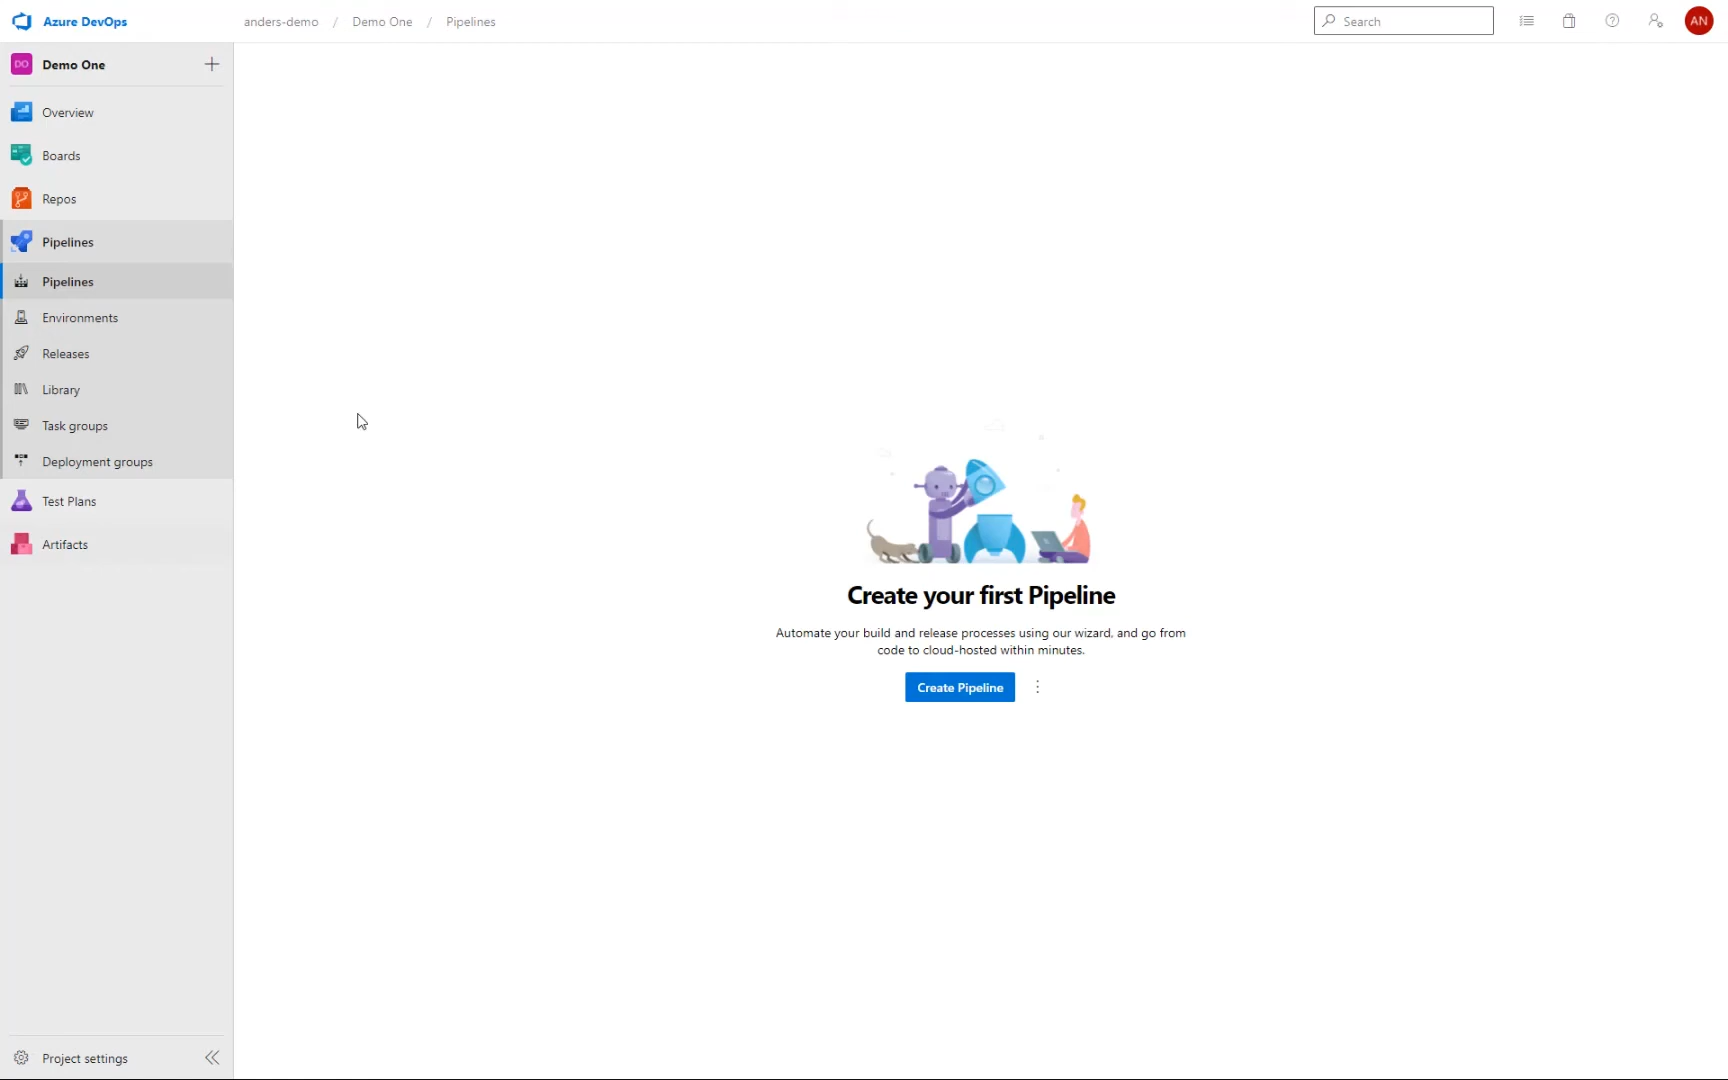 Azure DevOps
anders-demo / Demo One / Pipelines
Search
AN
DO Demo One
Overview
Boards
Repos
Pipelines
Pipelines
Environments
Releases
Library
Task groups
Deployment groups
Test Plans
Artifacts
Create your first Pipeline
Automate your build and release processes using our wizard, and go from
code to cloud-hosted within minutes.
Create Pipeline
Project settings